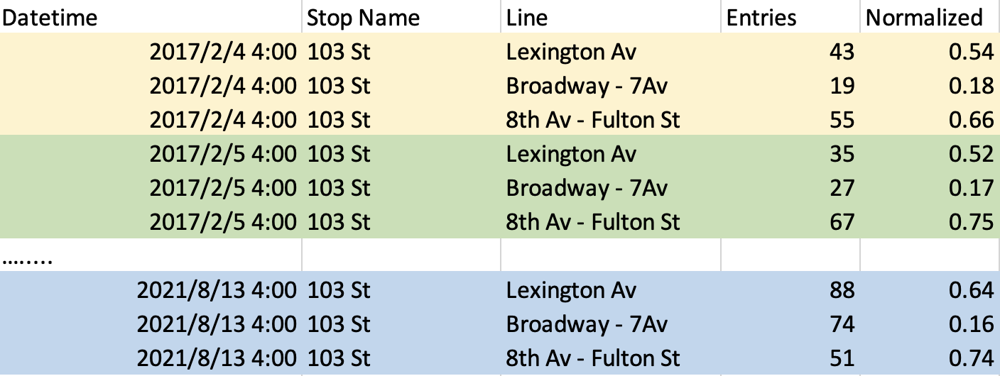 Datetime Stop Name Line Entries Normalized
2017/2/4 4:00 103 St Lexington Av 43 0.54
2017/2/4 4:00 103 St Broadway - 7Av 19 0.18
2017/2/4 4:00 103 St 8th Av - Fulton St 55 0.66
2017/2/5 4:00 103 St Lexington Av 35 0.52
2017/2/5 4:00 103 St Broadway - 7Av 27 0.17
2017/2/5 4:00 103 St 8th Av - Fulton St 67 0.75
….....
2021/8/13 4:00 103 St Lexington Av 88 0.64
2021/8/13 4:00 103 St Broadway - 7Av 74 0.16
2021/8/13 4:00 103 St 8th Av - Fulton St 51 0.74